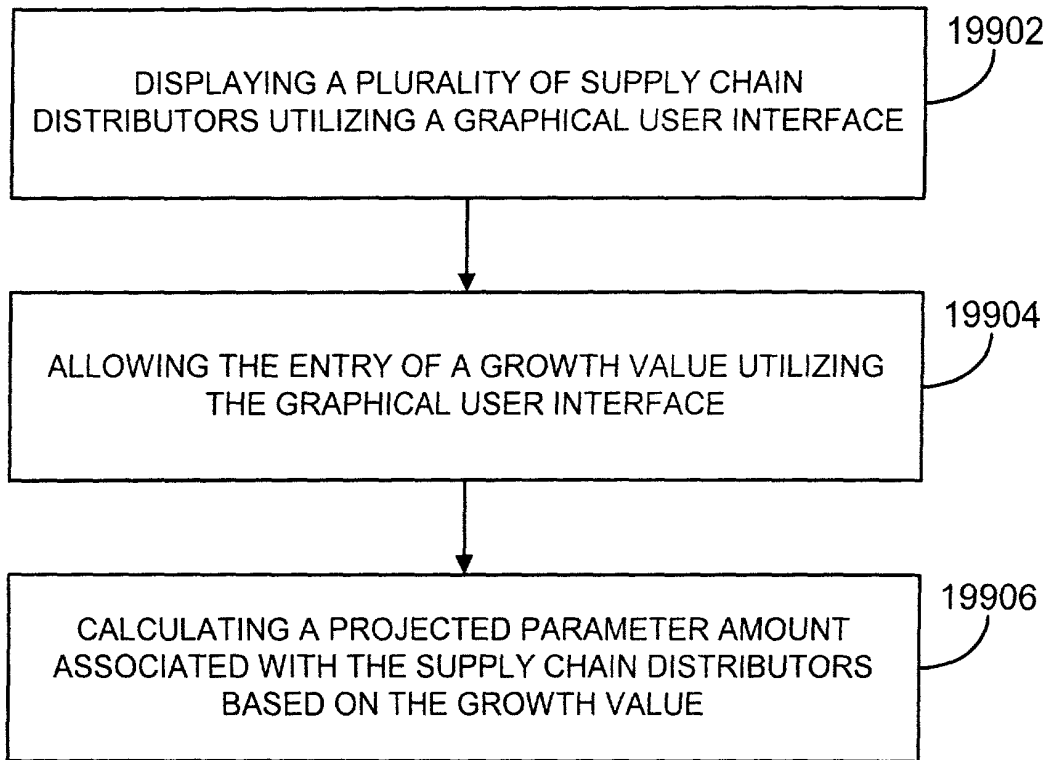 19902
DISPLAYING A PLURALITY OF SUPPLY CHAIN
DISTRIBUTORS UTILIZING A GRAPHICAL USER INTERFACE
19904
ALLOWING THE ENTRY OF A GROWTH VALUE UTILIZING
THE GRAPHICAL USER INTERFACE
19906
CALCULATING A PROJECTED PARAMETER AMOUNT
ASSOCIATED WITH THE SUPPLY CHAIN DISTRIBUTORS
BASED ON THE GROWTH VALUE